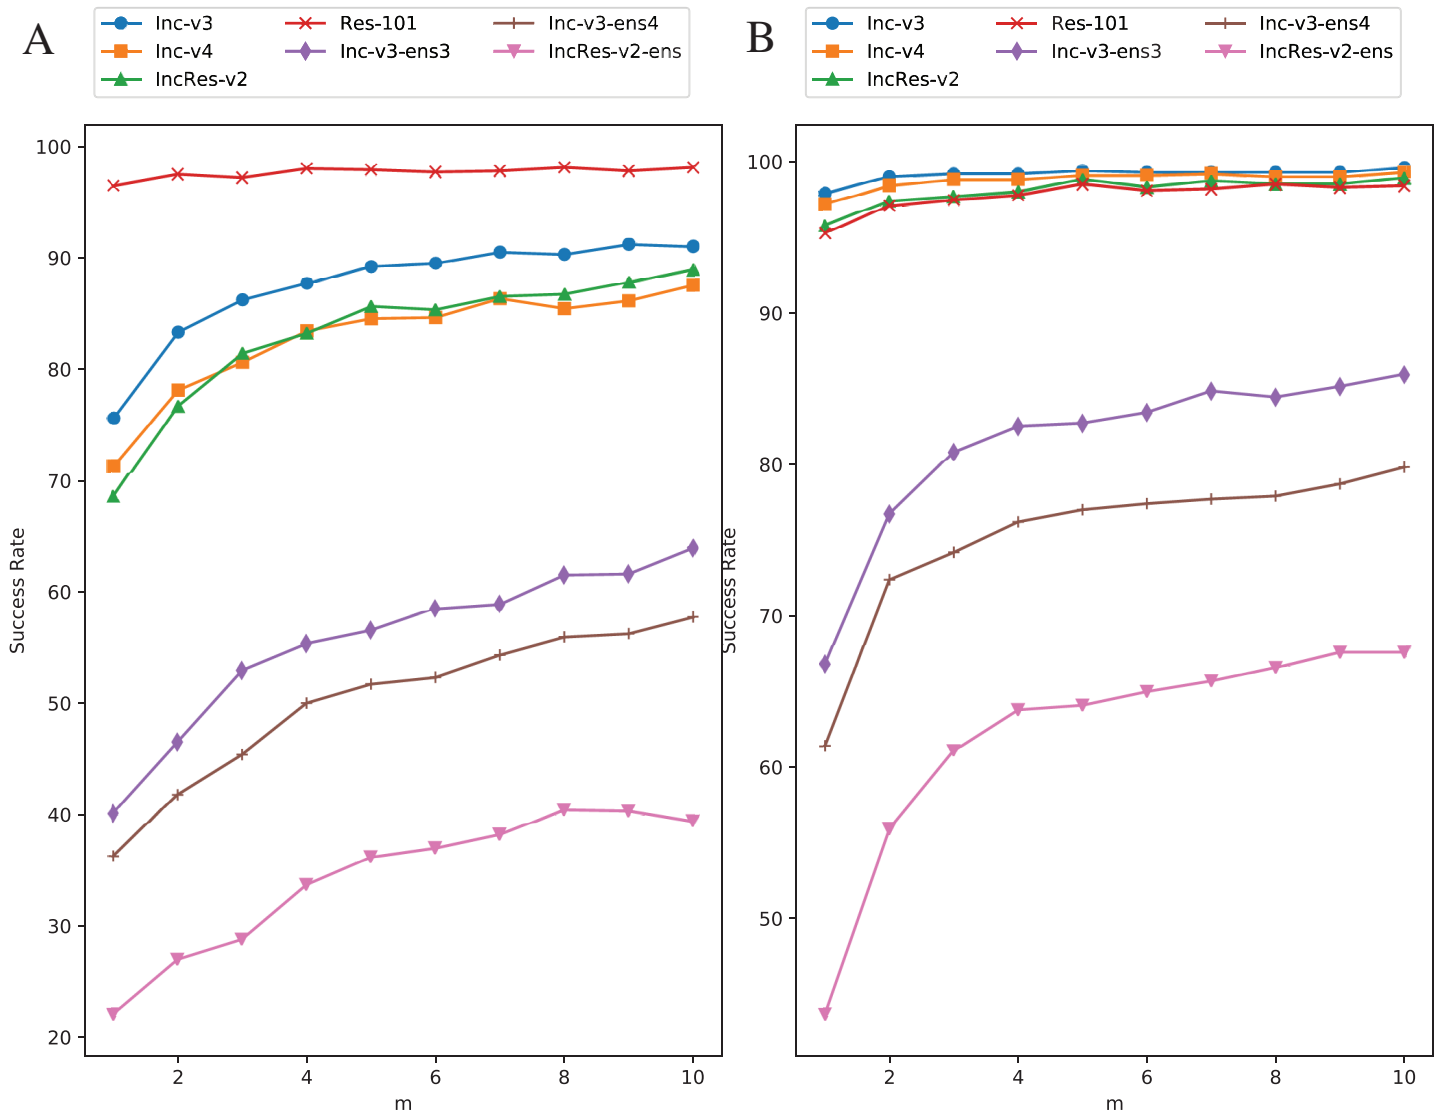 A
Inc-v3 Res-101 Inc-v3-ens4
Inc-v4 Inc-v3-ens3 IncRes-v2-ens
IncRes-v2
100
90
80
70
60
50
40
30
20
Success Rate
2 4 6 8 10
m
B
Inc-v3 Res-101 Inc-v3-ens4
Inc-v4 Inc-v3-ens3 IncRes-v2-ens
IncRes-v2
100
90
80
70
60
50
Success Rate
2 4 6 8 10
m